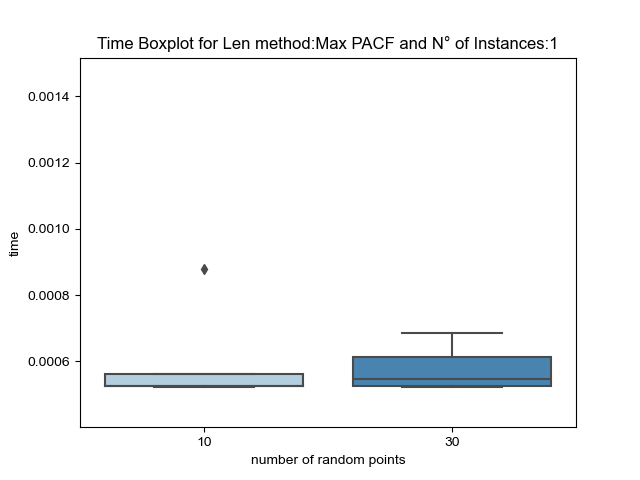 Time Boxplot for Len method:Max PACF and N° of Instances:1
0.0014
0.0012
0.0010
0.0008
0.0006
time
10
30
number of random points